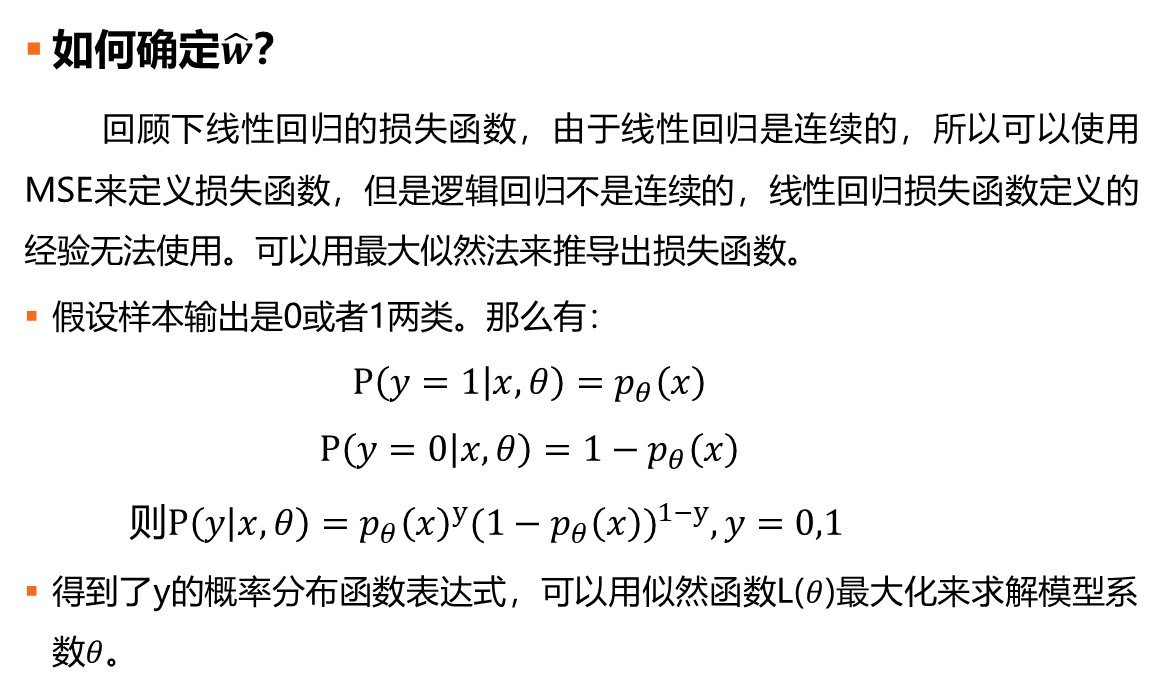 ▪ 如何确定ŵ?
回顾下线性回归的损失函数，由于线性回归是连续的，所以可以使用
MSE来定义损失函数，但是逻辑回归不是连续的，线性回归损失函数定义的
经验无法使用。可以用最大似然法来推导出损失函数。
▪ 假设样本输出是0或者1两类。那么有：
P(y = 1|x, θ) = p_θ(x)
P(y = 0|x, θ) = 1 − p_θ(x)
则P(y|x, θ) = p_θ(x)^y(1 − p_θ(x))^{1−y}, y = 0,1
▪ 得到了y的概率分布函数表达式，可以用似然函数L(θ)最大化来求解模型系
数θ。